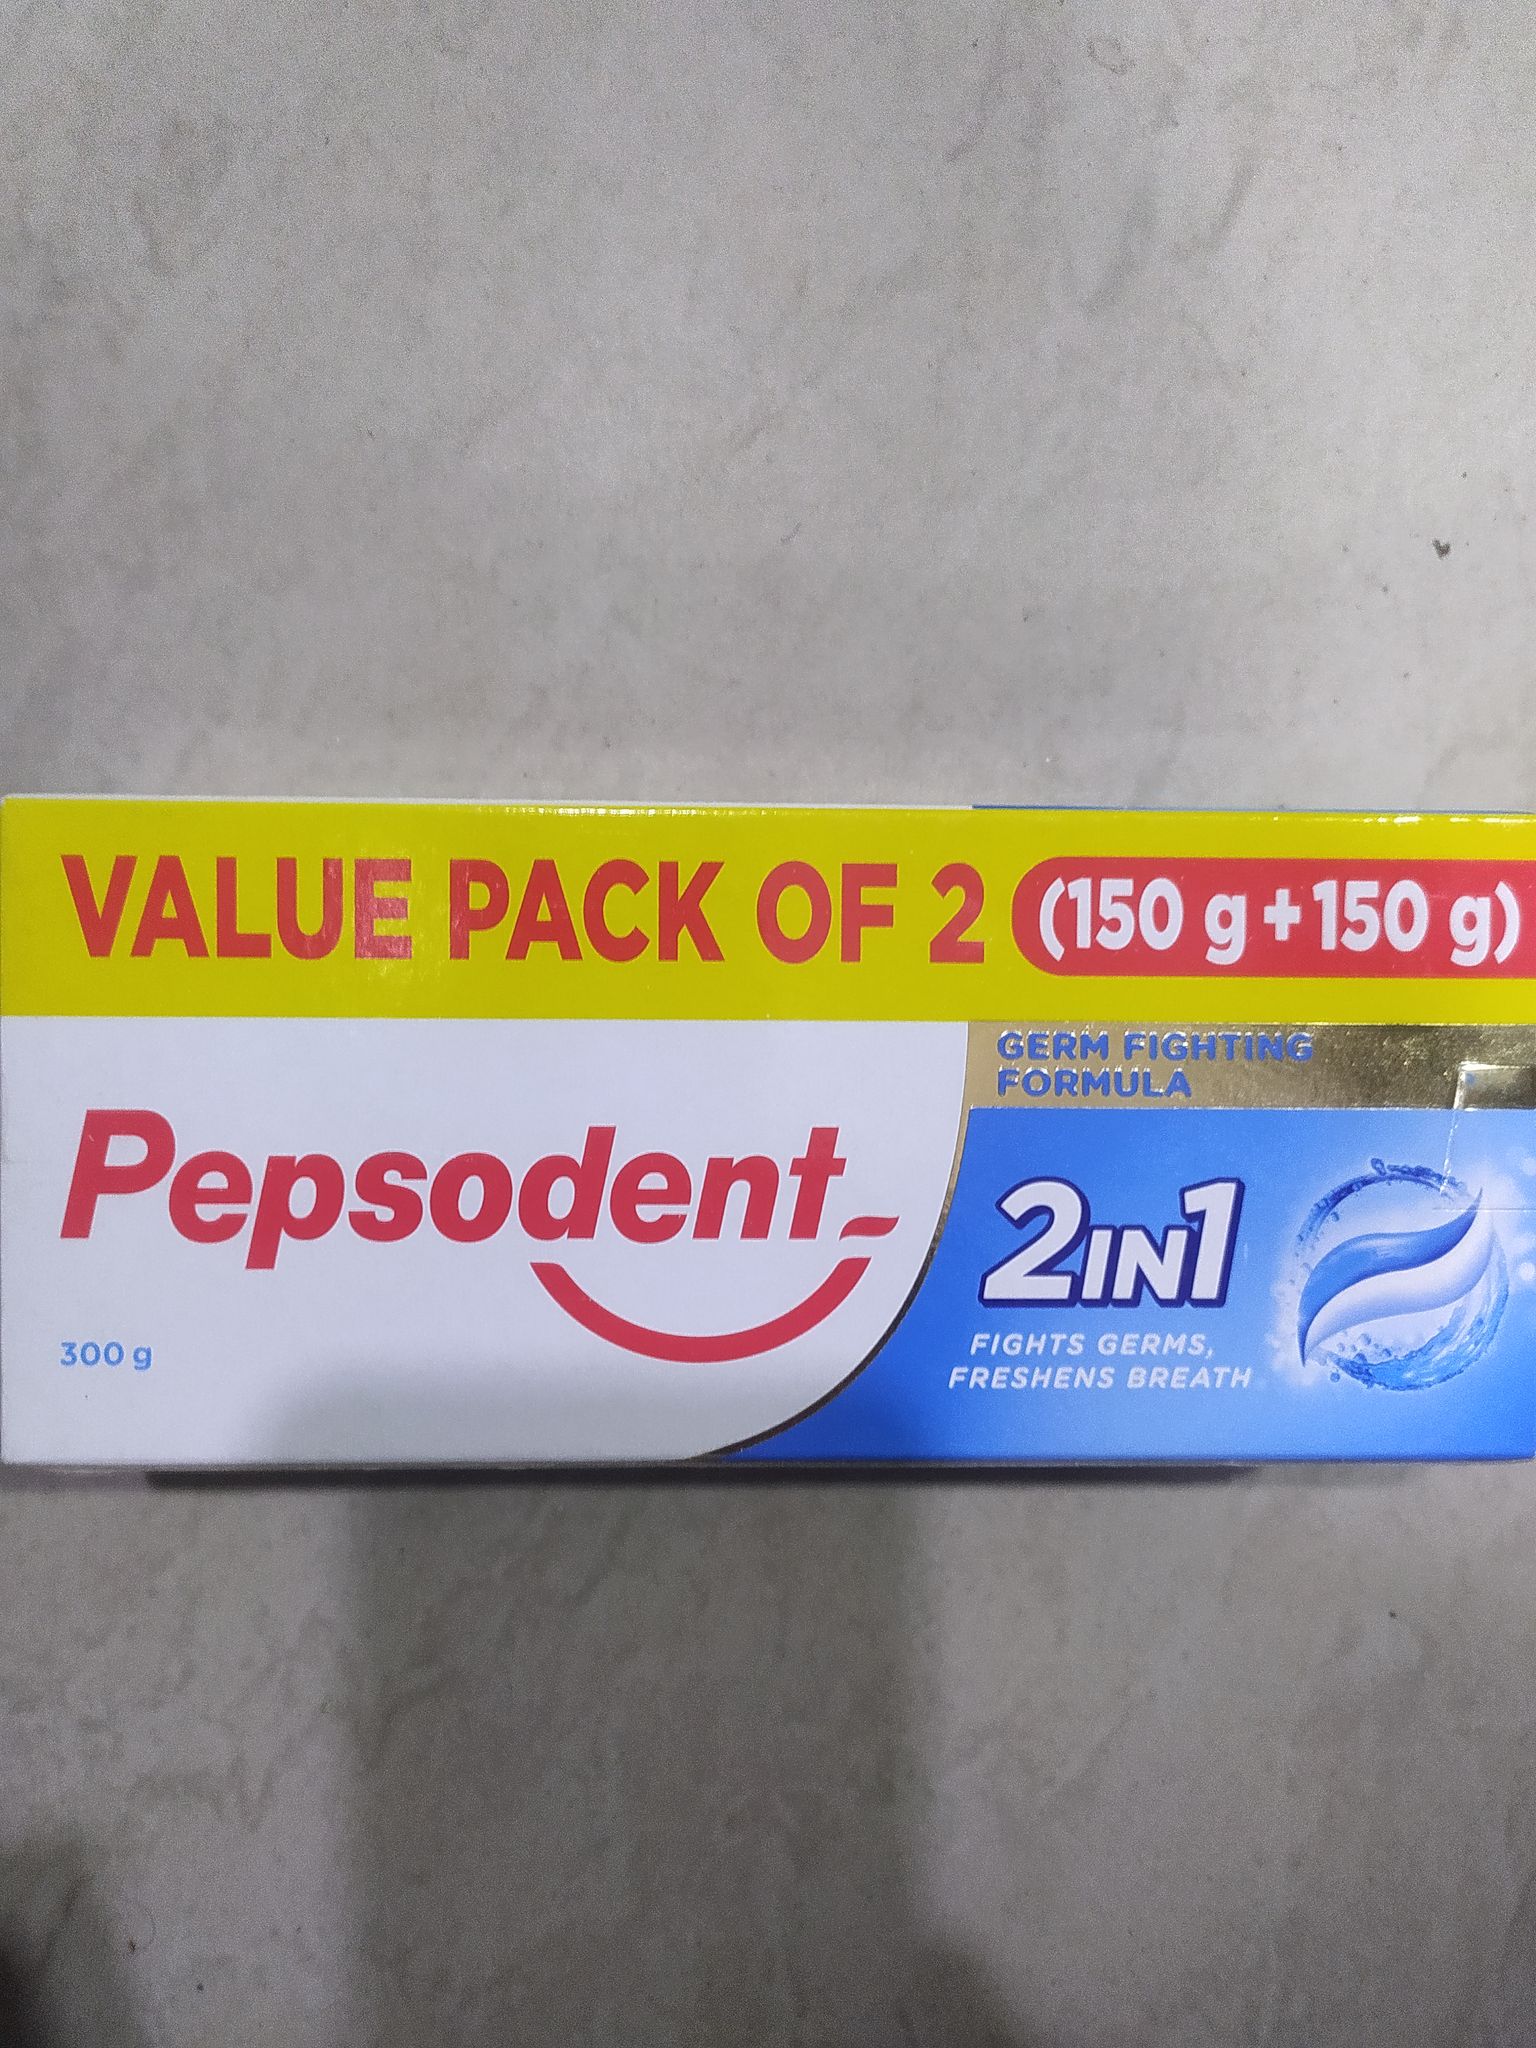 VALUE PACK OF 2 (150 g + 150 g)
GERM FIGHTING
FORMULA
Pepsodent
2IN1
FIGHTS GERMS,
FRESHENS BREATH
300 g